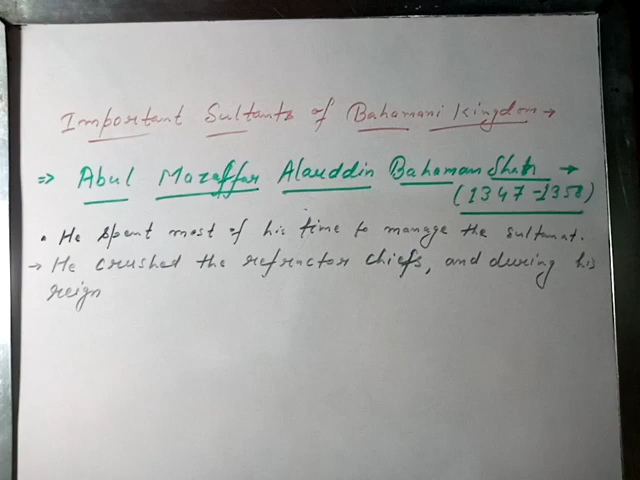 Important Sultants of Bahamani Kingdom →
⇒ Abul Mozaffar Alauddin Bahaman Shah →
(1347-1358)
• He spent most of his time to manage the sultanat.
→ He crushed the refractor chiefs, and during his
reign